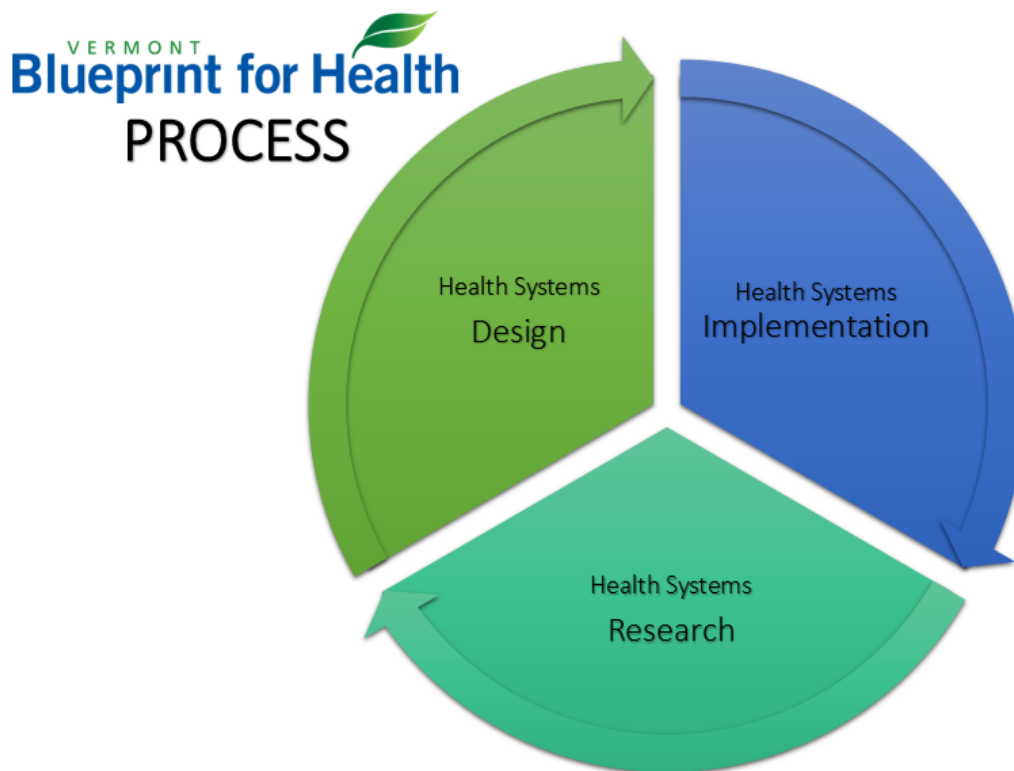 VERMONT
Blueprint for Health
PROCESS
Health Systems
Design
Health Systems
Implementation
Health Systems
Research